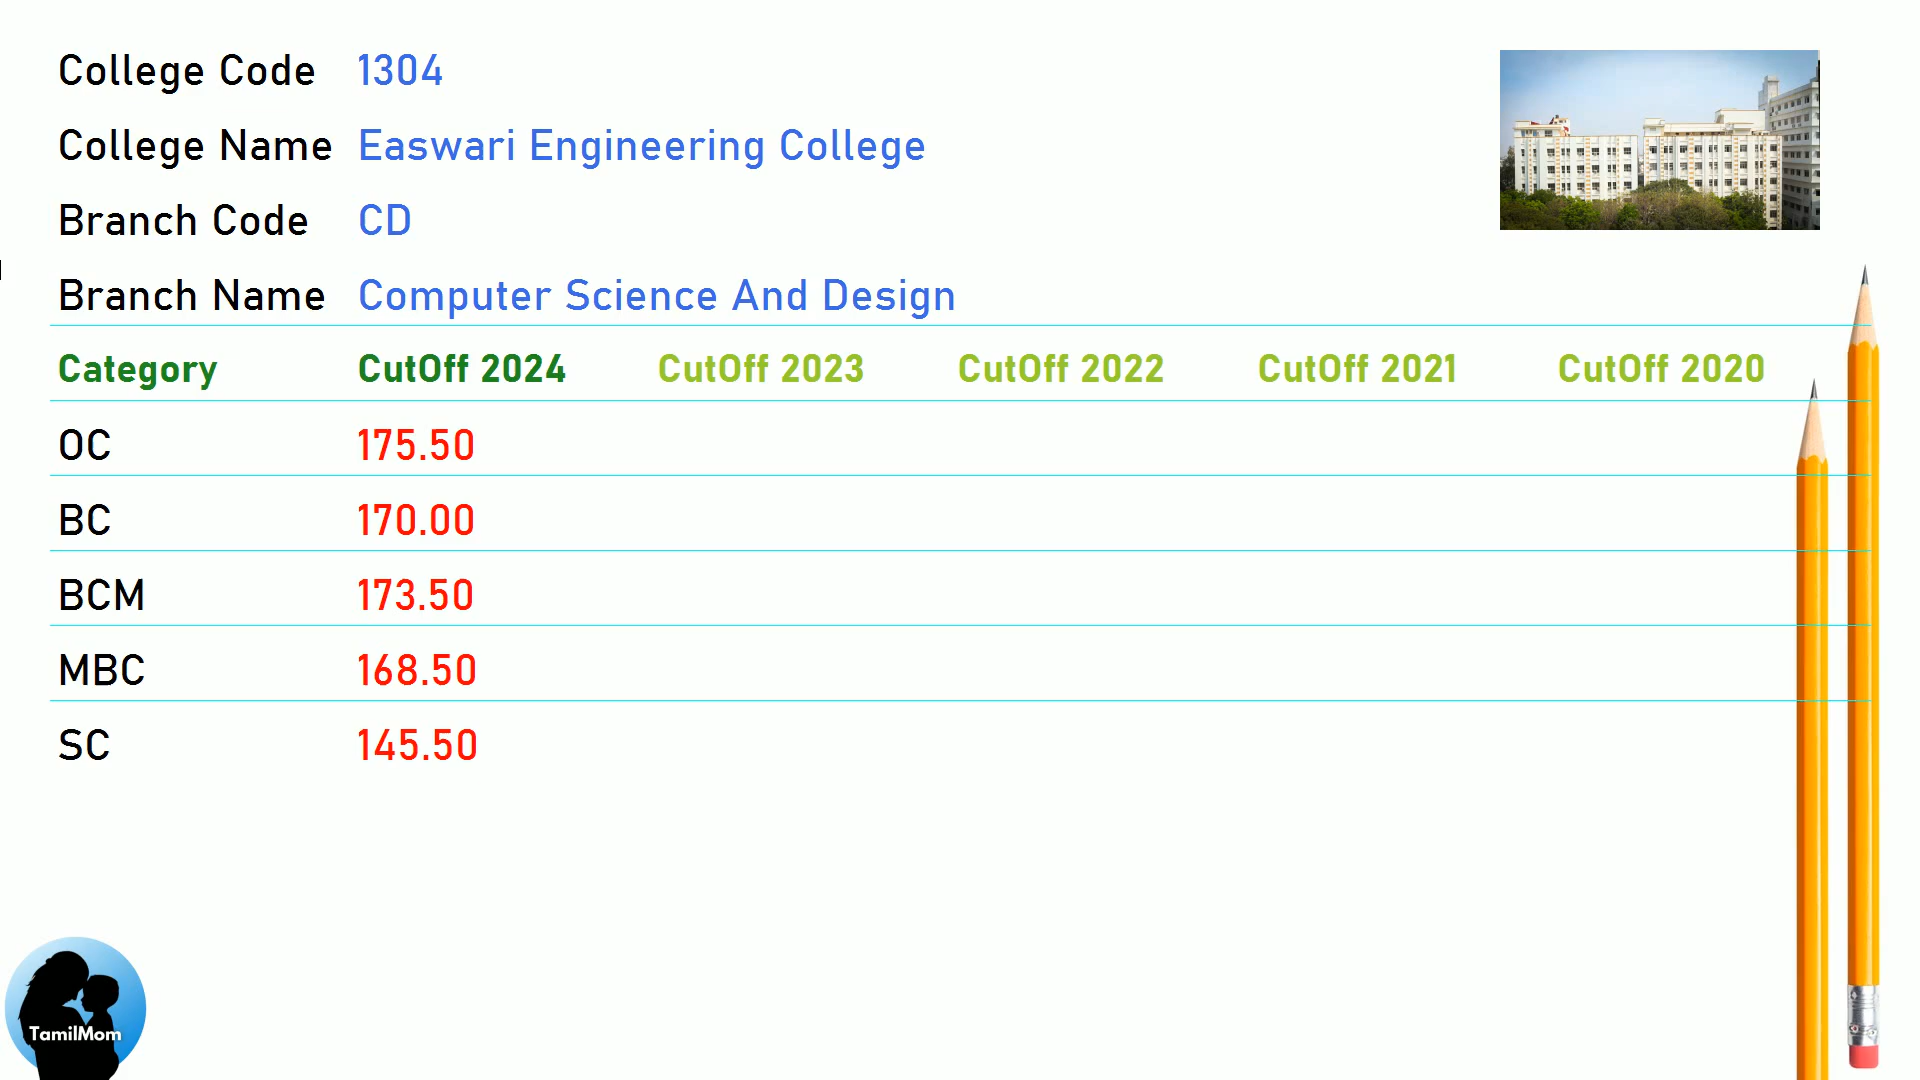 College Code 1304
College Name Easwari Engineering College
Branch Code CD
Branch Name Computer Science And Design
Category CutOff 2024 CutOff 2023 CutOff 2022 CutOff 2021 CutOff 2020
OC 175.50
BC 170.00
BCM 173.50
MBC 168.50
SC 145.50
TamilMom